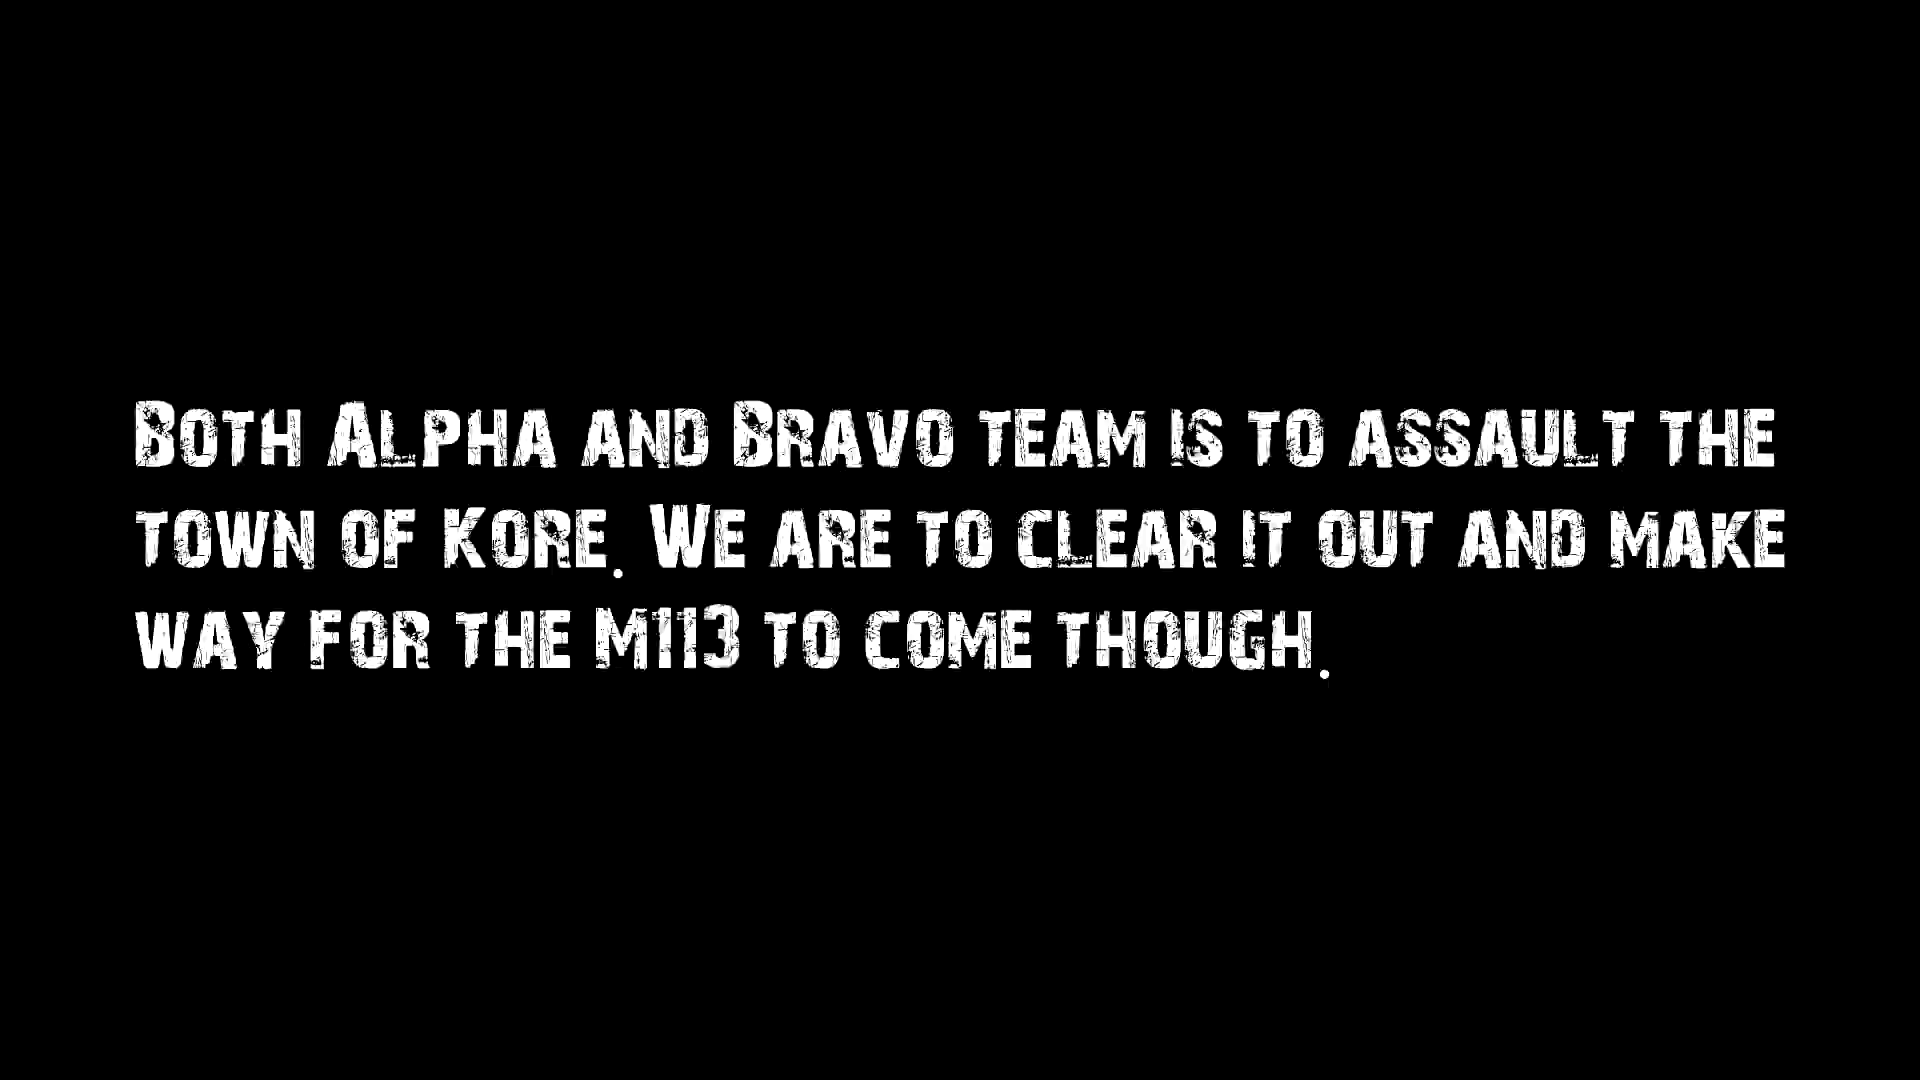 Both Alpha and Bravo team is to assault the
town of Kore. We are to clear it out and make
way for the M113 to come though.